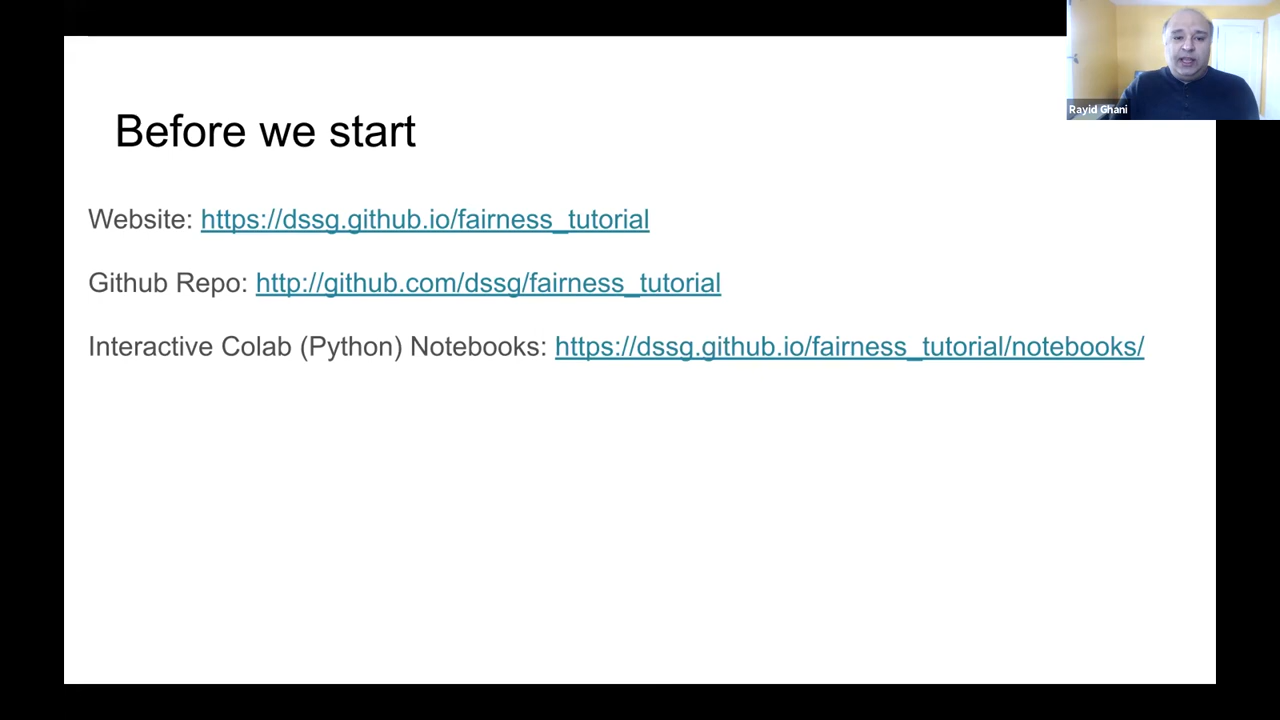 Before we start
Rayid Ghani
Website: https://dssg.github.io/fairness_tutorial
Github Repo: http://github.com/dssg/fairness_tutorial
Interactive Colab (Python) Notebooks: https://dssg.github.io/fairness_tutorial/notebooks/